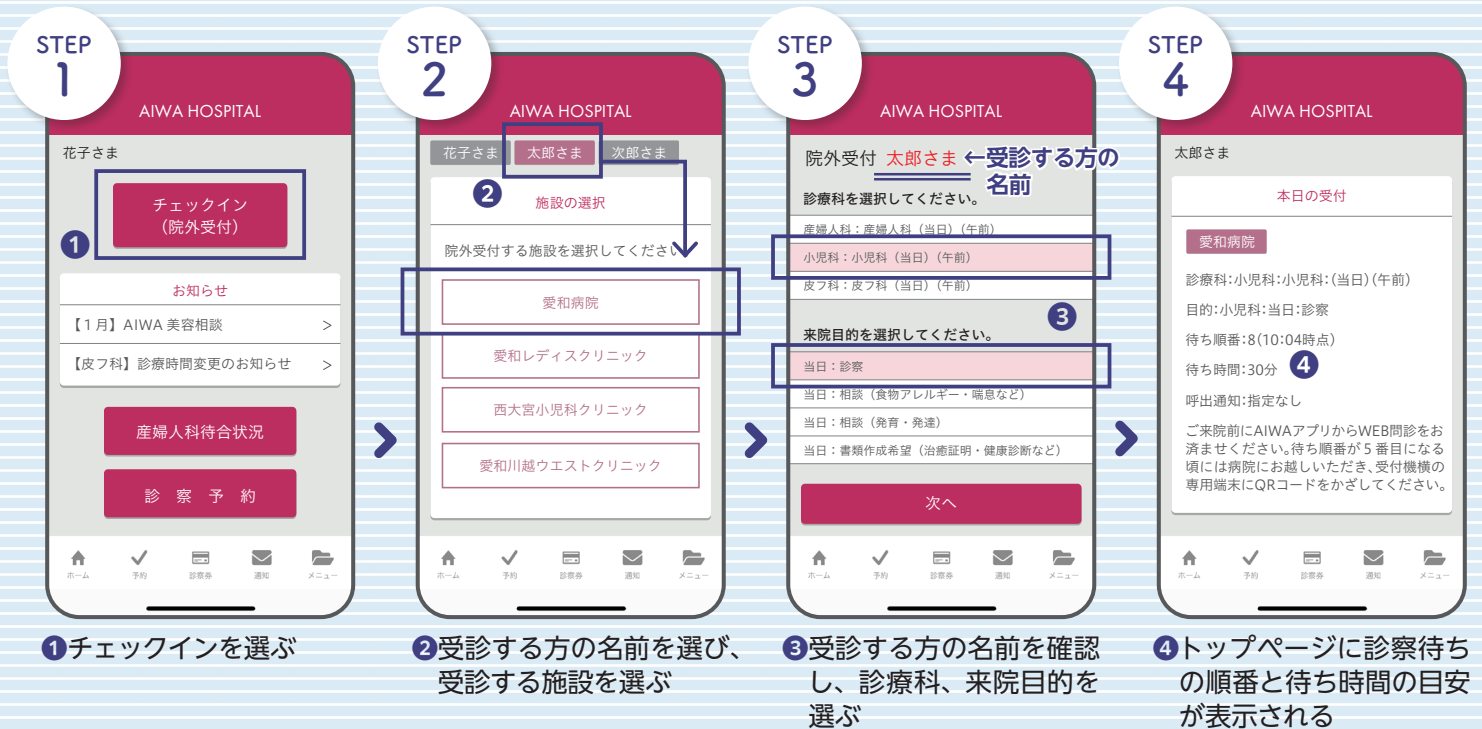 STEP
1
AIWA HOSPITAL
花子さま
チェックイン
(院外受付)
1
お知らせ
【1月】AIWA 美容相談 >
【皮フ科】診療時間変更のお知らせ >
産婦人科待合状況
診 察 予 約
ホーム 予約 診察券 通知 メニュー
❶チェックインを選ぶ
STEP
2
AIWA HOSPITAL
花子さま 太郎さま 次郎さま
2
施設の選択
院外受付する施設を選択してください
愛和病院
愛和レディスクリニック
西大宮小児科クリニック
愛和川越ウエストクリニック
ホーム 予約 診察券 通知 メニュー
❷受診する方の名前を選び、
受診する施設を選ぶ
STEP
3
AIWA HOSPITAL
院外受付 太郎さま ←受診する方の
名前
診療科を選択してください。
産婦人科:産婦人科(当日)(午前)
小児科:小児科(当日)(午前)
皮フ科:皮フ科(当日)(午前)
3
来院目的を選択してください。
当日:診察
当日:相談(食物アレルギー・喘息など)
当日:相談(発育・発達)
当日:書類作成希望(治癒証明・健康診断など)
次へ
ホーム 予約 診察券 通知 メニュー
❸受診する方の名前を確認
し、診療科、来院目的を
選ぶ
STEP
4
AIWA HOSPITAL
太郎さま
本日の受付
愛和病院
診療科:小児科:小児科:(当日)(午前)
目的:小児科:当日:診察
待ち順番:8(10:04時点)
待ち時間:30分 4
呼出通知:指定なし
ご来院前にAIWAアプリからWEB問診をお
済ませください。待ち順番が5番目になる
頃には病院にお越しいただき、受付機横の
専用端末にQRコードをかざしてください。
ホーム 予約 診察券 通知 メニュー
❹トップページに診察待ち
の順番と待ち時間の目安
が表示される